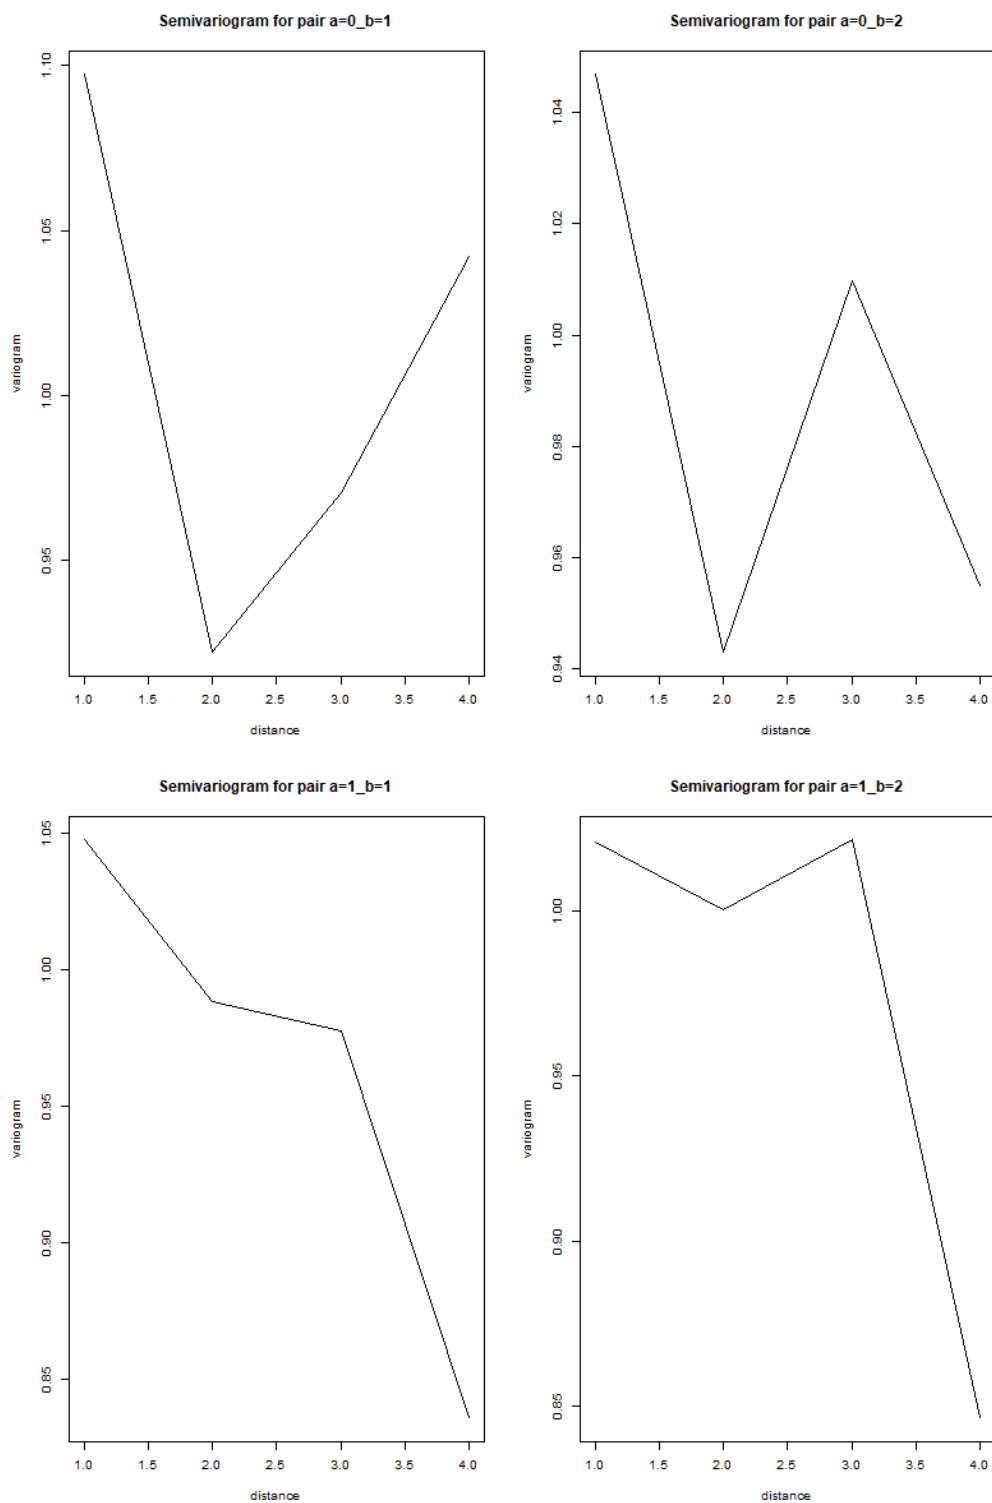 Semivariogram for pair a=0_b=1
variogram
1.10
1.05
1.00
0.95
1.0 1.5 2.0 2.5 3.0 3.5 4.0
distance
Semivariogram for pair a=0_b=2
variogram
1.04
1.02
1.00
0.98
0.96
0.94
1.0 1.5 2.0 2.5 3.0 3.5 4.0
distance
Semivariogram for pair a=1_b=1
variogram
1.05
1.00
0.95
0.90
0.85
1.0 1.5 2.0 2.5 3.0 3.5 4.0
distance
Semivariogram for pair a=1_b=2
variogram
1.00
0.95
0.90
0.85
1.0 1.5 2.0 2.5 3.0 3.5 4.0
distance